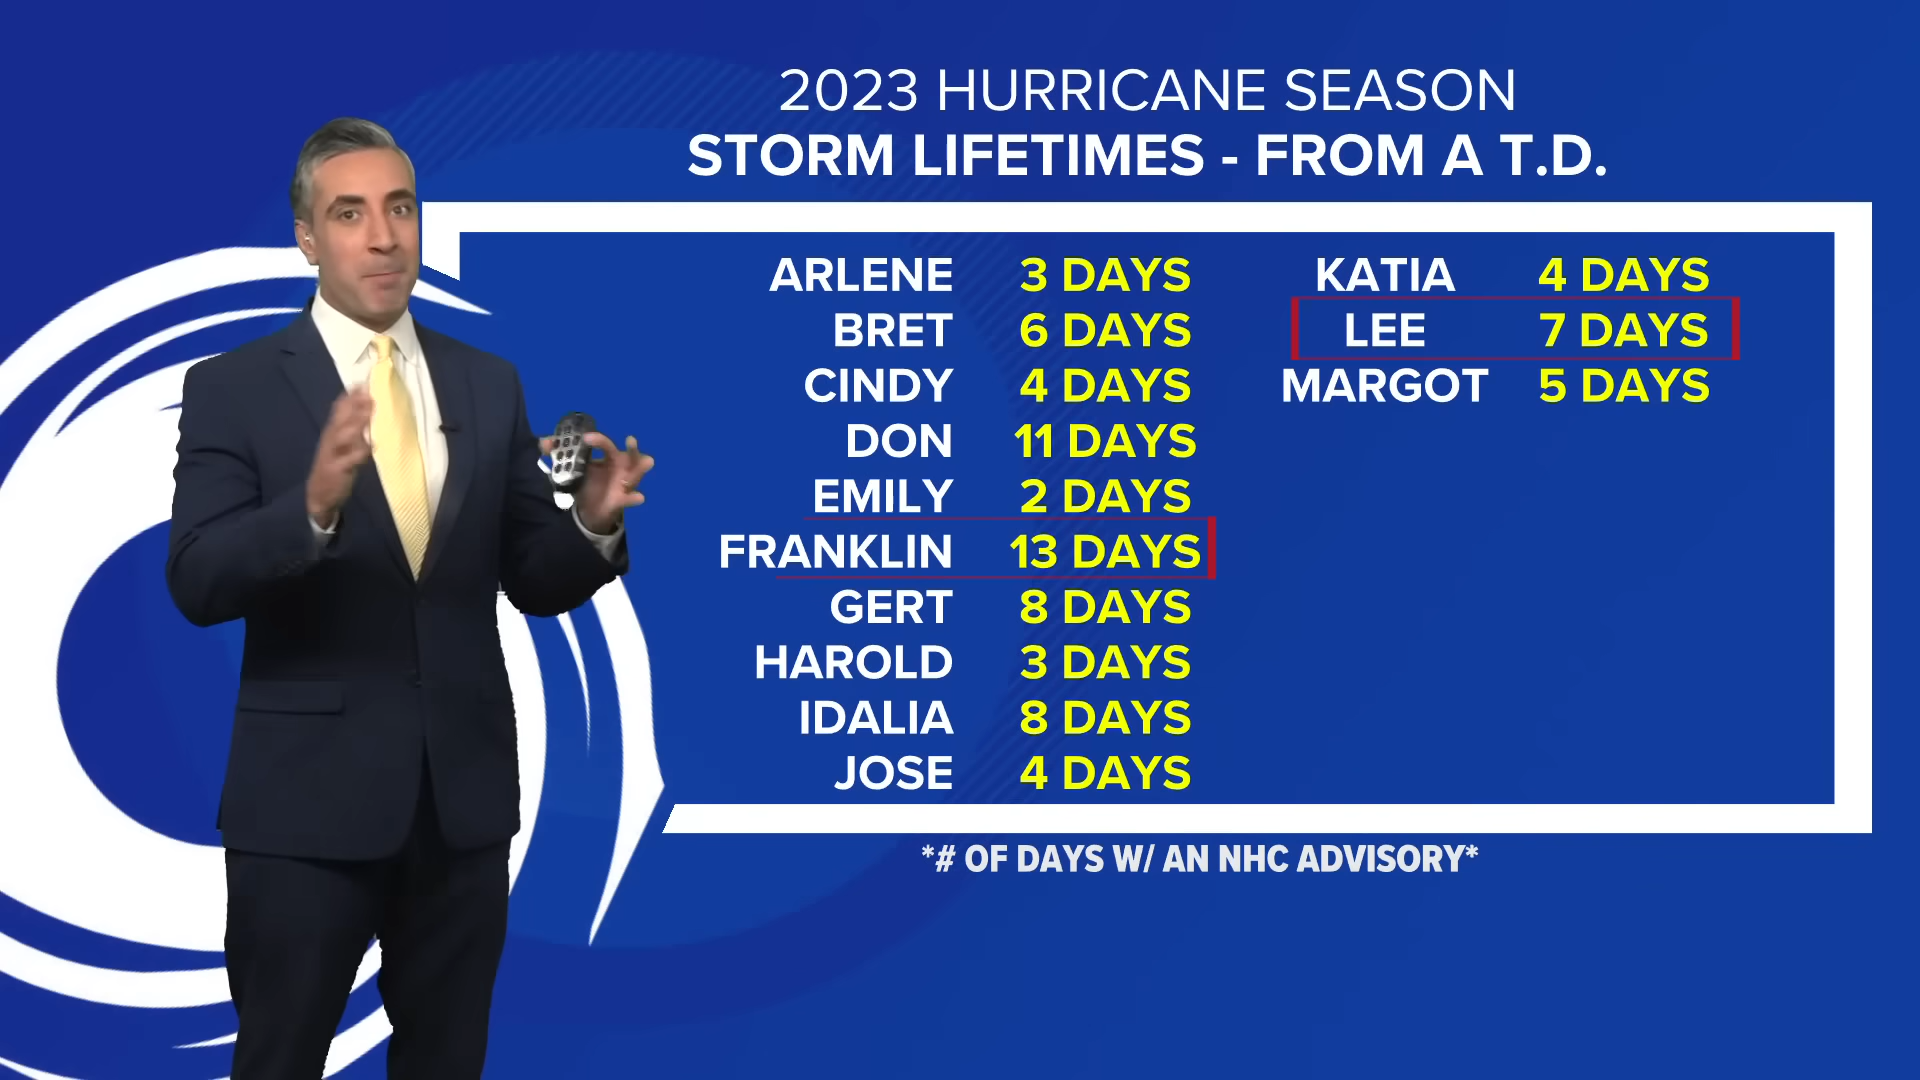 2023 HURRICANE SEASON
STORM LIFETIMES - FROM A T.D.
ARLENE 3 DAYS
BRET 6 DAYS
CINDY 4 DAYS
DON 11 DAYS
EMILY 2 DAYS
FRANKLIN 13 DAYS
GERT 8 DAYS
HAROLD 3 DAYS
IDALIA 8 DAYS
JOSE 4 DAYS
KATIA 4 DAYS
LEE 7 DAYS
MARGOT 5 DAYS
*# OF DAYS W/ AN NHC ADVISORY*